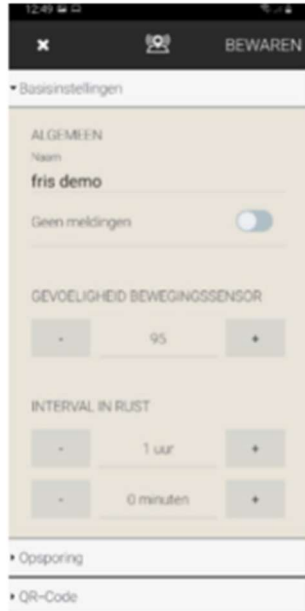 12:49
× BEWAREN
Basisinstellingen
ALGEMEEN
Naam
fris demo
Geen meldingen
GEVOELIGHEID BEWEGINGSSENSOR
- 95 +
INTERVAL IN RUST
- 1 uur +
- 0 minuten +
Opsporing
QR-Code